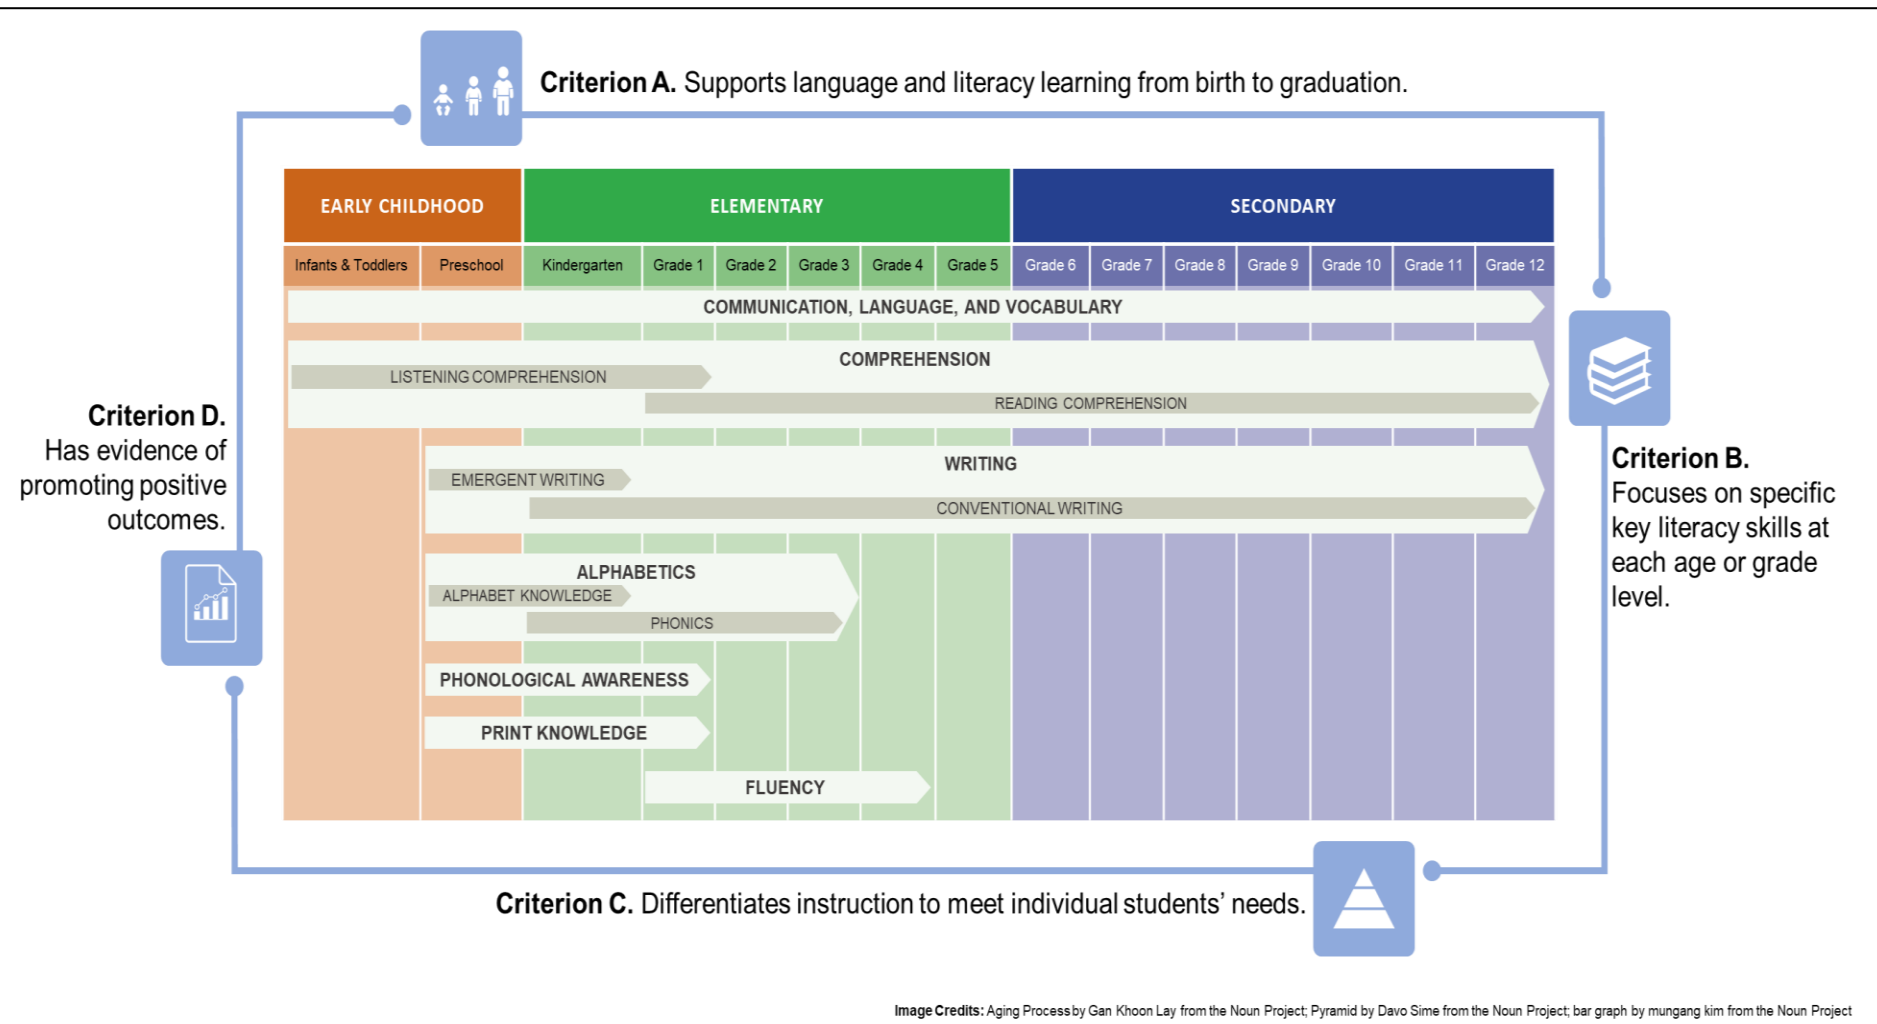 Criterion A. Supports language and literacy learning from birth to graduation.
EARLY CHILDHOOD
ELEMENTARY
SECONDARY
Infants & Toddlers
Preschool
Kindergarten
Grade 1
Grade 2
Grade 3
Grade 4
Grade 5
Grade 6
Grade 7
Grade 8
Grade 9
Grade 10
Grade 11
Grade 12
COMMUNICATION, LANGUAGE, AND VOCABULARY
COMPREHENSION
LISTENING COMPREHENSION
READING COMPREHENSION
WRITING
EMERGENT WRITING
CONVENTIONAL WRITING
ALPHABETICS
ALPHABET KNOWLEDGE
PHONICS
PHONOLOGICAL AWARENESS
PRINT KNOWLEDGE
FLUENCY
Criterion B.
Focuses on specific
key literacy skills at
each age or grade
level.
Criterion C. Differentiates instruction to meet individual students’ needs.
Criterion D.
Has evidence of
promoting positive
outcomes.
Image Credits: Aging Process by Gan Khoon Lay from the Noun Project; Pyramid by Davo Sime from the Noun Project; bar graph by mungang kim from the Noun Project